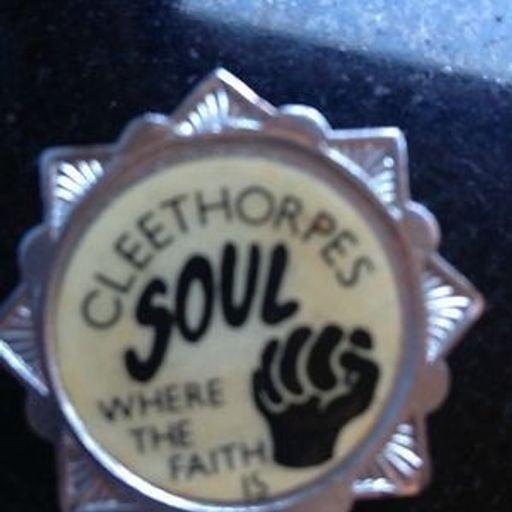 CLEETHORPES
SOUL
WHERE
THE
FAITH
IS